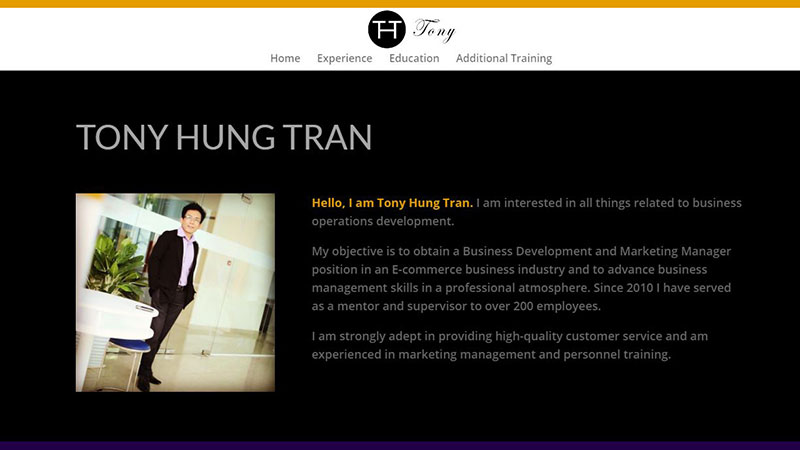 THT Tony
Home Experience Education Additional Training
TONY HUNG TRAN
Hello, I am Tony Hung Tran. I am interested in all things related to business
operations development.
My objective is to obtain a Business Development and Marketing Manager
position in an E-commerce business industry and to advance business
management skills in a professional atmosphere. Since 2010 I have served
as a mentor and supervisor to over 200 employees.
I am strongly adept in providing high-quality customer service and am
experienced in marketing management and personnel training.